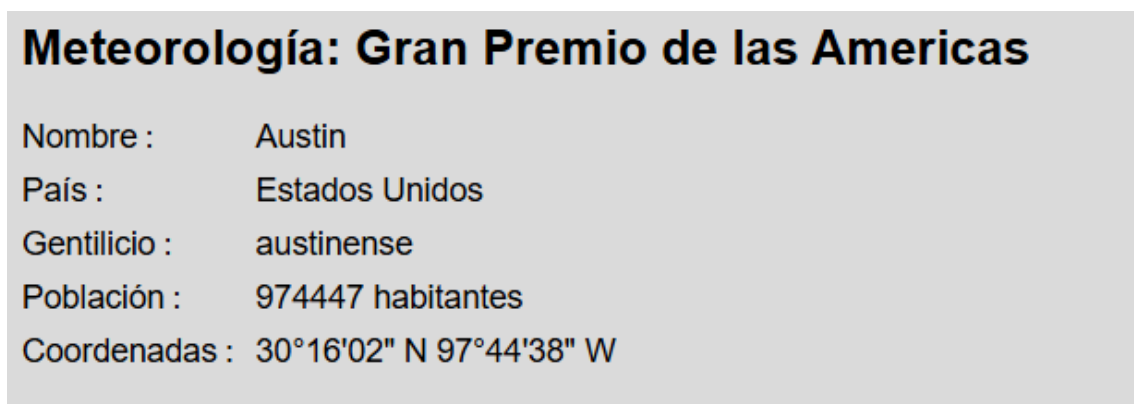 Meteorología: Gran Premio de las Americas
Nombre : Austin
País : Estados Unidos
Gentilicio : austinense
Población : 974447 habitantes
Coordenadas : 30°16'02" N 97°44'38" W